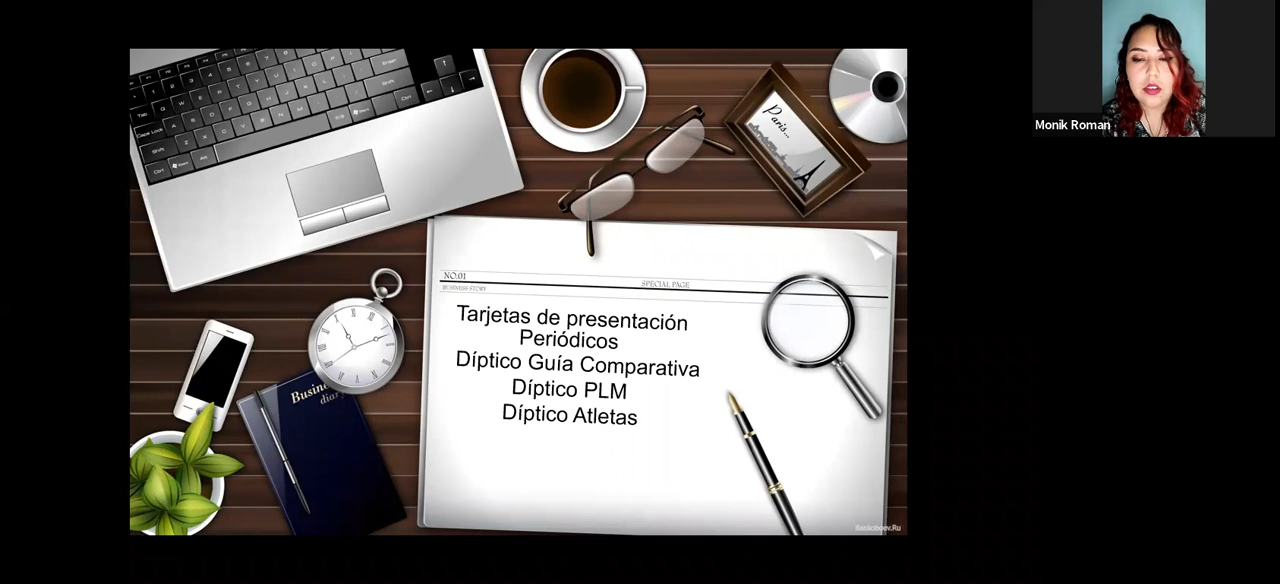 Monik Roman
Paris...
NO.01
SPECIAL PAGE
BUSINESS STORY
Tarjetas de presentación
Periódicos
Díptico Guía Comparativa
Díptico PLM
Díptico Atletas
Business
diary